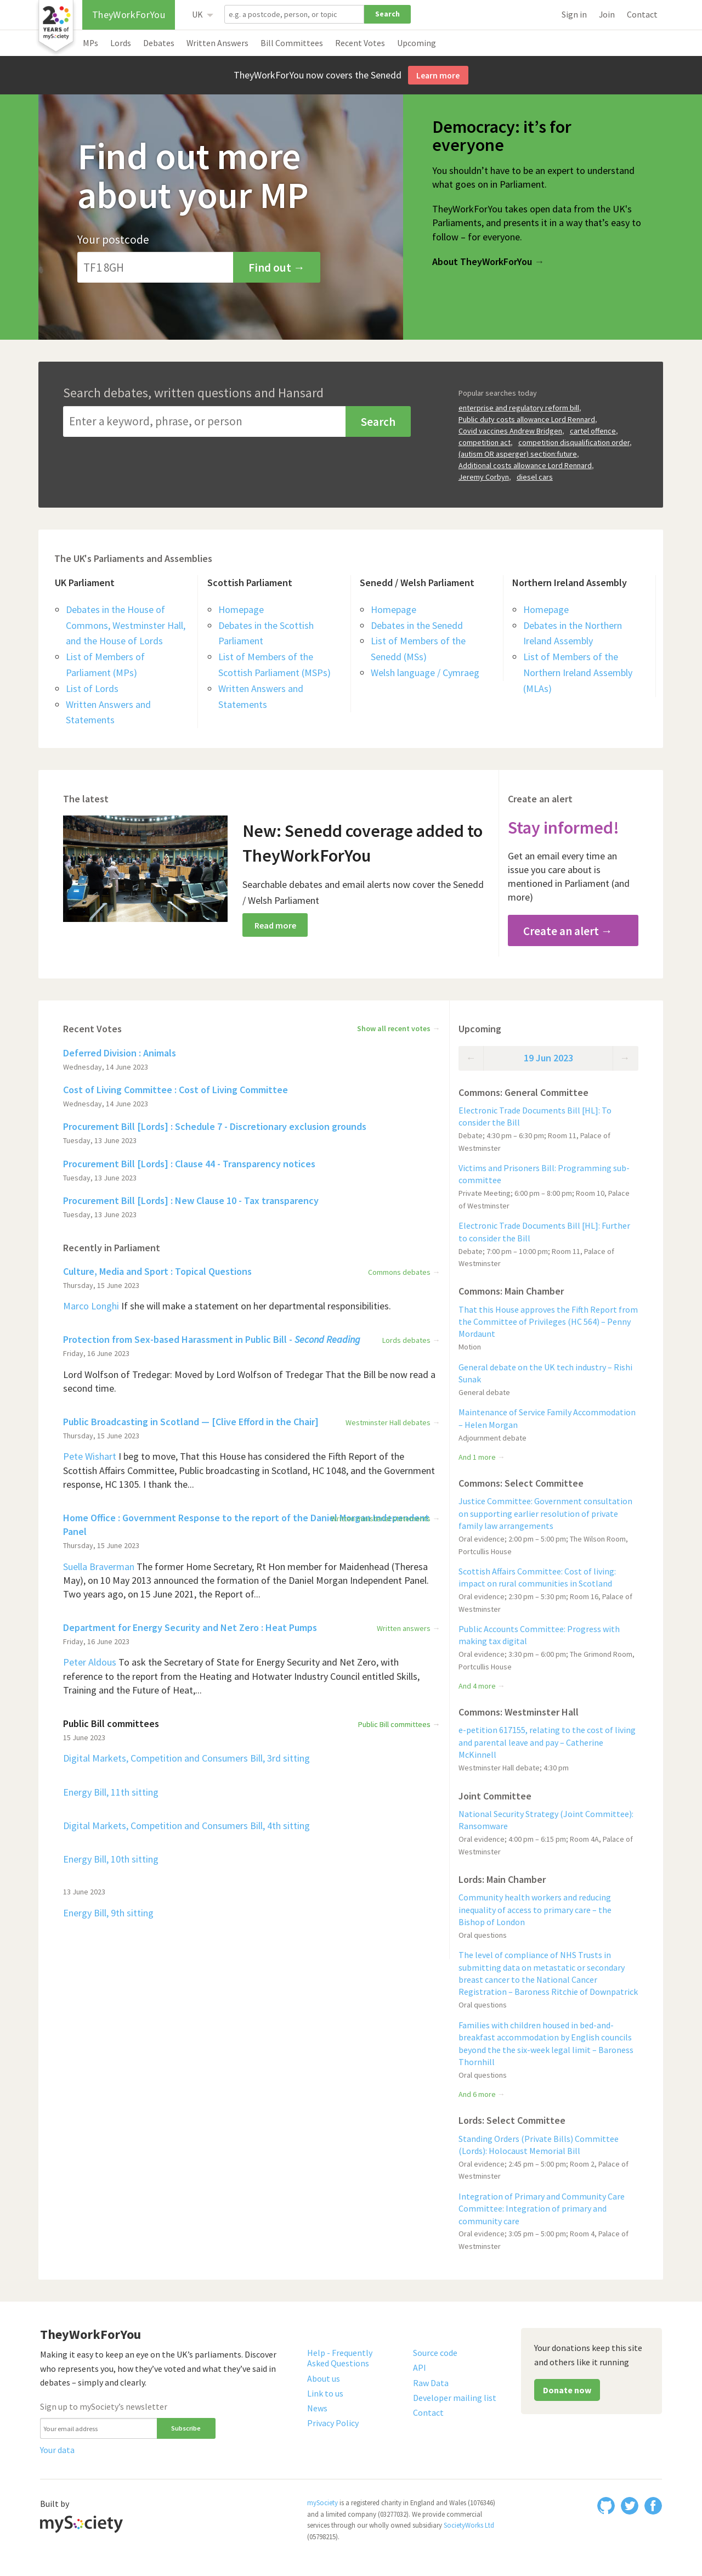 20
YEARS of
mySociety
TheyWorkForYou
UK
e.g. a postcode, person, or topic
Search
Sign in
Join
Contact
MPs
Lords
Debates
Written Answers
Bill Committees
Recent Votes
Upcoming
TheyWorkForYou now covers the Senedd
Learn more
Find out more
about your MP
Your postcode
TF1 8GH
Find out →
Democracy: it’s for
everyone
You shouldn’t have to be an expert to understand
what goes on in Parliament.
TheyWorkForYou takes open data from the UK's
Parliaments, and presents it in a way that’s easy to
follow – for everyone.
About TheyWorkForYou →
Search debates, written questions and Hansard
Enter a keyword, phrase, or person
Search
Popular searches today
enterprise and regulatory reform bill,
Public duty costs allowance Lord Rennard,
Covid vaccines Andrew Bridgen, cartel offence,
competition act, competition disqualification order,
(autism OR asperger) section:future,
Additional costs allowance Lord Rennard,
Jeremy Corbyn, diesel cars
The UK's Parliaments and Assemblies
UK Parliament
Debates in the House of
Commons, Westminster Hall,
and the House of Lords
List of Members of
Parliament (MPs)
List of Lords
Written Answers and
Statements
Scottish Parliament
Homepage
Debates in the Scottish
Parliament
List of Members of the
Scottish Parliament (MSPs)
Written Answers and
Statements
Senedd / Welsh Parliament
Homepage
Debates in the Senedd
List of Members of the
Senedd (MSs)
Welsh language / Cymraeg
Northern Ireland Assembly
Homepage
Debates in the Northern
Ireland Assembly
List of Members of the
Northern Ireland Assembly
(MLAs)
The latest
New: Senedd coverage added to
TheyWorkForYou
Searchable debates and email alerts now cover the Senedd
/ Welsh Parliament
Read more
Create an alert
Stay informed!
Get an email every time an
issue you care about is
mentioned in Parliament (and
more)
Create an alert →
Recent Votes
Show all recent votes →
Deferred Division : Animals
Wednesday, 14 June 2023
Cost of Living Committee : Cost of Living Committee
Wednesday, 14 June 2023
Procurement Bill [Lords] : Schedule 7 - Discretionary exclusion grounds
Tuesday, 13 June 2023
Procurement Bill [Lords] : Clause 44 - Transparency notices
Tuesday, 13 June 2023
Procurement Bill [Lords] : New Clause 10 - Tax transparency
Tuesday, 13 June 2023
Recently in Parliament
Culture, Media and Sport : Topical Questions
Commons debates →
Thursday, 15 June 2023
Marco Longhi If she will make a statement on her departmental responsibilities.
Protection from Sex-based Harassment in Public Bill - Second Reading
Lords debates →
Friday, 16 June 2023
Lord Wolfson of Tredegar: Moved by Lord Wolfson of Tredegar That the Bill be now read a
second time.
Public Broadcasting in Scotland — [Clive Efford in the Chair]
Westminster Hall debates →
Thursday, 15 June 2023
Pete Wishart I beg to move, That this House has considered the Fifth Report of the
Scottish Affairs Committee, Public broadcasting in Scotland, HC 1048, and the Government
response, HC 1305. I thank the...
Home Office : Government Response to the report of the Daniel Morgan Independent
Panel
Thursday, 15 June 2023
Suella Braverman The former Home Secretary, Rt Hon member for Maidenhead (Theresa
May), on 10 May 2013 announced the instigation of the Daniel Morgan Independent Panel.
Two years ago, on 15 June 2021, the Report of...
Department for Energy Security and Net Zero : Heat Pumps
Written answers →
Friday, 16 June 2023
Peter Aldous To ask the Secretary of State for Energy Security and Net Zero, with
reference to the report from the Heating and Hotwater Industry Council entitled Skills,
Training and the Future of Heat,...
Public Bill committees
Public Bill committees →
15 June 2023
Digital Markets, Competition and Consumers Bill, 3rd sitting
Energy Bill, 11th sitting
Digital Markets, Competition and Consumers Bill, 4th sitting
Energy Bill, 10th sitting
13 June 2023
Energy Bill, 9th sitting
Upcoming
← 19 Jun 2023 →
Commons: General Committee
Electronic Trade Documents Bill [HL]: To
consider the Bill
Debate; 4:30 pm – 6:30 pm; Room 11, Palace of
Westminster
Victims and Prisoners Bill: Programming sub-
committee
Private Meeting; 6:00 pm – 8:00 pm; Room 10, Palace
of Westminster
Electronic Trade Documents Bill [HL]: Further
to consider the Bill
Debate; 7:00 pm – 10:00 pm; Room 11, Palace of
Westminster
Commons: Main Chamber
That this House approves the Fifth Report from
the Committee of Privileges (HC 564) – Penny
Mordaunt
Motion
General debate on the UK tech industry – Rishi
Sunak
General debate
Maintenance of Service Family Accommodation
– Helen Morgan
Adjournment debate
And 1 more →
Commons: Select Committee
Justice Committee: Government consultation
on supporting earlier resolution of private
family law arrangements
Oral evidence; 2:00 pm – 5:00 pm; The Wilson Room,
Portcullis House
Scottish Affairs Committee: Cost of living:
impact on rural communities in Scotland
Oral evidence; 2:30 pm – 5:30 pm; Room 16, Palace of
Westminster
Public Accounts Committee: Progress with
making tax digital
Oral evidence; 3:30 pm – 6:00 pm; The Grimond Room,
Portcullis House
And 4 more →
Commons: Westminster Hall
e-petition 617155, relating to the cost of living
and parental leave and pay – Catherine
McKinnell
Westminster Hall debate; 4:30 pm
Joint Committee
National Security Strategy (Joint Committee):
Ransomware
Oral evidence; 4:00 pm – 6:15 pm; Room 4A, Palace of
Westminster
Lords: Main Chamber
Community health workers and reducing
inequality of access to primary care – the
Bishop of London
Oral questions
The level of compliance of NHS Trusts in
submitting data on metastatic or secondary
breast cancer to the National Cancer
Registration – Baroness Ritchie of Downpatrick
Oral questions
Families with children housed in bed-and-
breakfast accommodation by English councils
beyond the the six-week legal limit – Baroness
Thornhill
Oral questions
And 6 more →
Lords: Select Committee
Standing Orders (Private Bills) Committee
(Lords): Holocaust Memorial Bill
Oral evidence; 2:45 pm – 5:00 pm; Room 2, Palace of
Westminster
Integration of Primary and Community Care
Committee: Integration of primary and
community care
Oral evidence; 3:05 pm – 5:00 pm; Room 4, Palace of
Westminster
TheyWorkForYou
Making it easy to keep an eye on the UK’s parliaments. Discover
who represents you, how they’ve voted and what they’ve said in
debates – simply and clearly.
Sign up to mySociety’s newsletter
Your email address
Subscribe
Your data
Help - Frequently
Asked Questions
About us
Link to us
News
Privacy Policy
Source code
API
Raw Data
Developer mailing list
Contact
Your donations keep this site
and others like it running
Donate now
Built by
mySociety
mySociety is a registered charity in England and Wales (1076346)
and a limited company (03277032). We provide commercial
services through our wholly owned subsidiary SocietyWorks Ltd
(05798215).